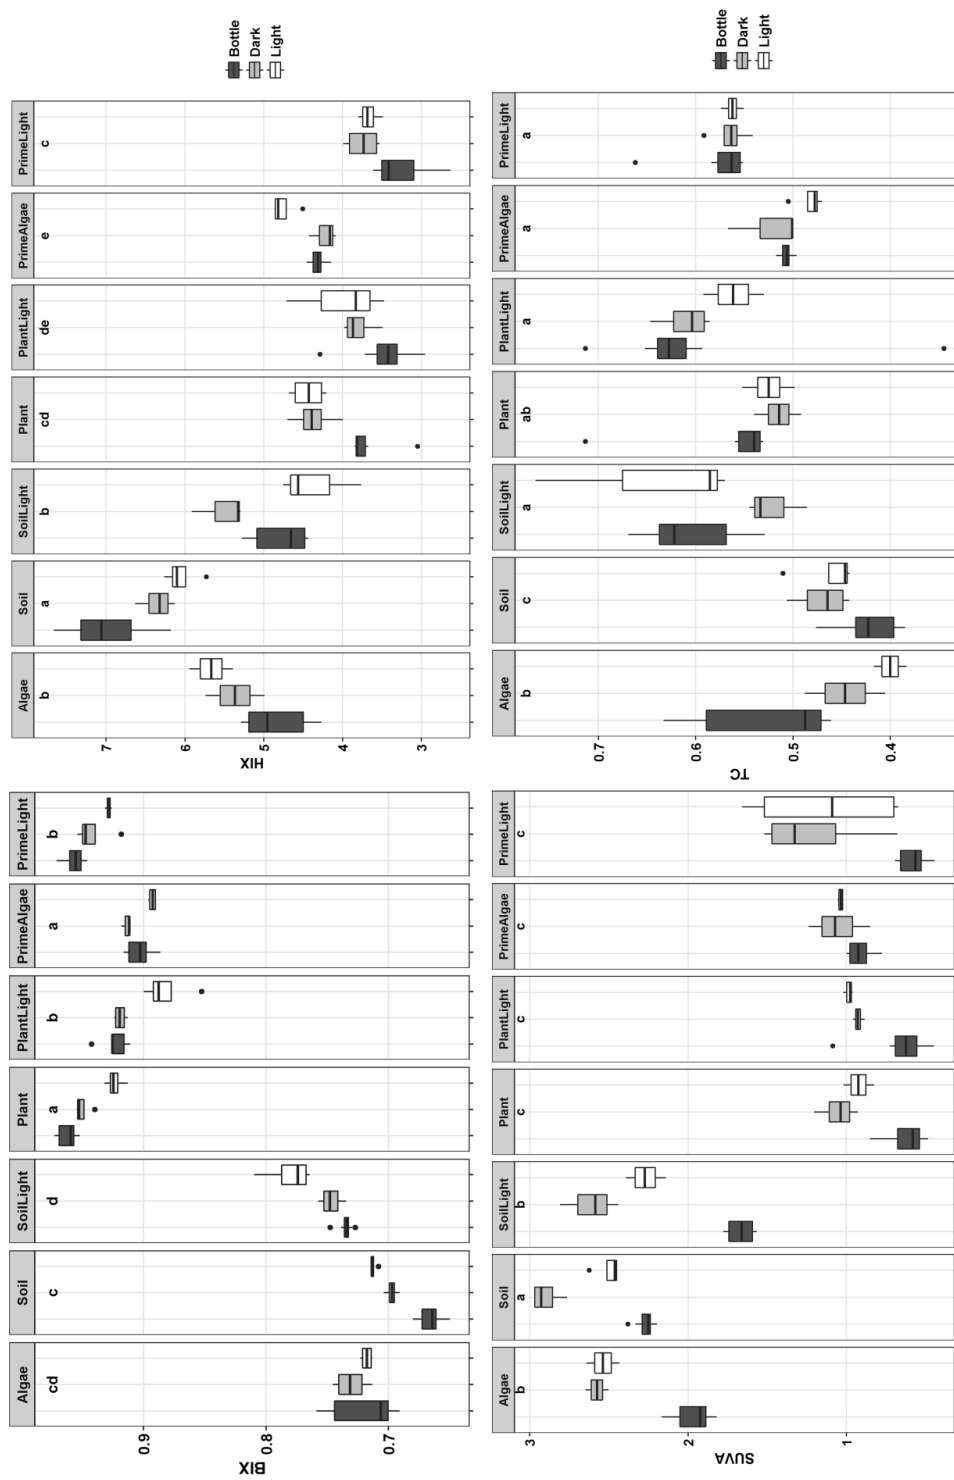 Algae Soil SoilLight Plant PlantLight PrimeAlgae PrimeLight
cd c d a b a b
0.9
0.8
0.7
BIX
Algae Soil SoilLight Plant PlantLight PrimeAlgae PrimeLight
b a b cd de e c
7
6
5
4
3
HIX
Bottle
Dark
Light
Algae Soil SoilLight Plant PlantLight PrimeAlgae PrimeLight
b a b c c c c
3
2
1
SUVA
Algae Soil SoilLight Plant PlantLight PrimeAlgae PrimeLight
b c a ab a a a
0.7
0.6
0.5
0.4
TC
Bottle
Dark
Light